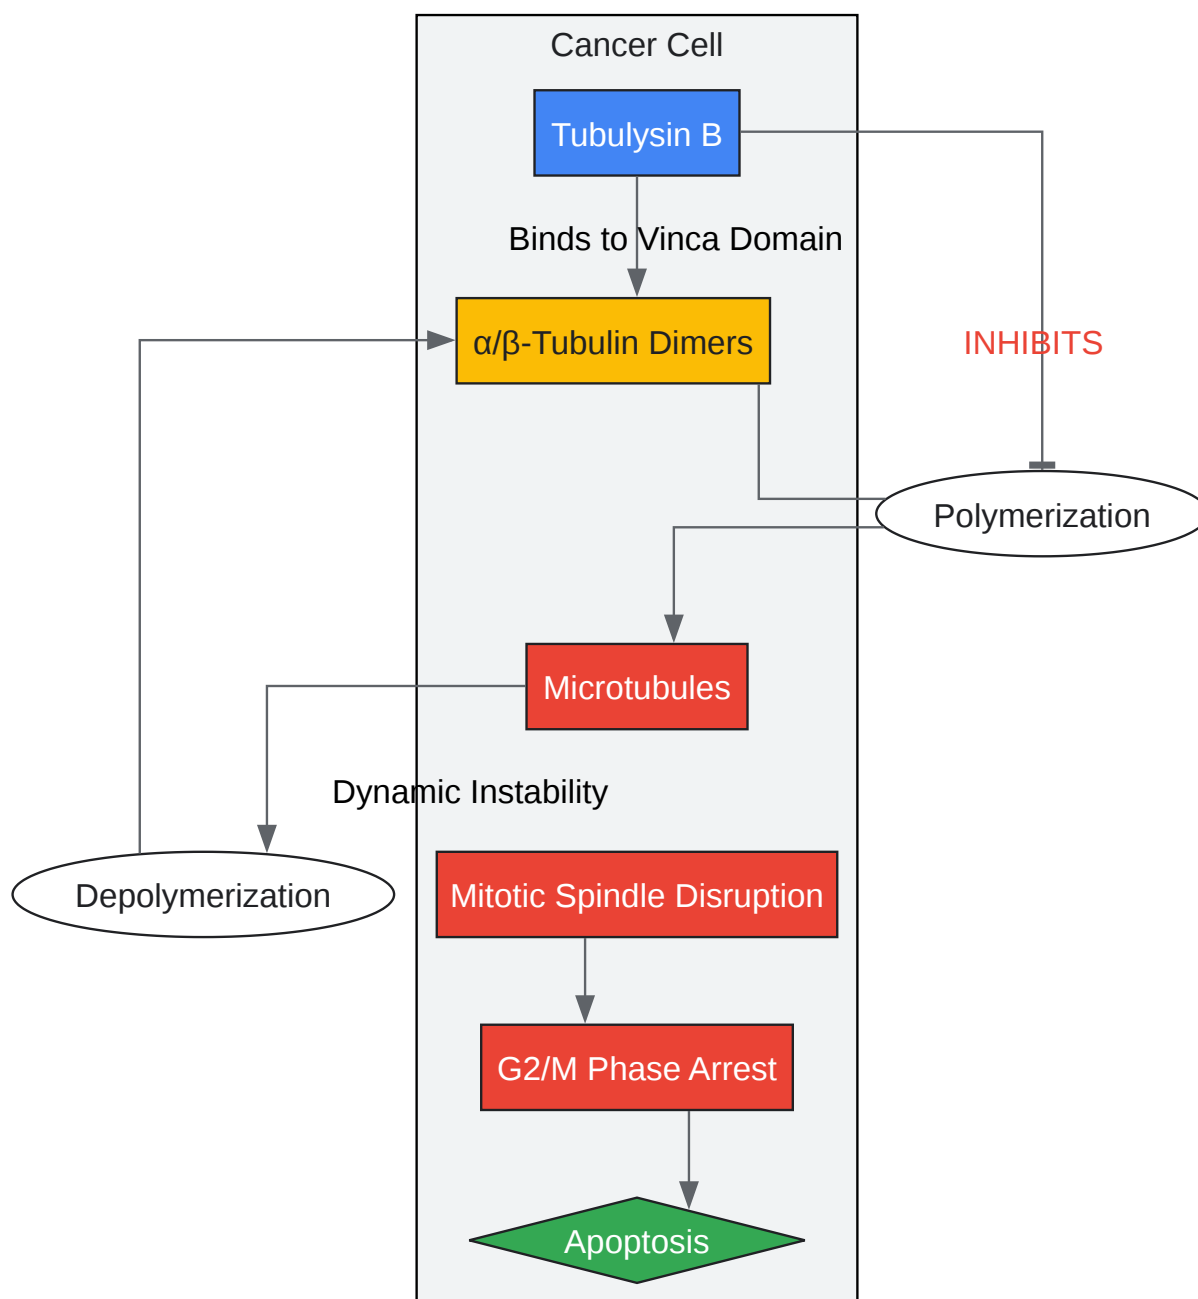 Cancer Cell
Tubulysin B
Binds to Vinca Domain
α/β-Tubulin Dimers
INHIBITS
Polymerization
Microtubules
Dynamic Instability
Depolymerization
Mitotic Spindle Disruption
G2/M Phase Arrest
Apoptosis